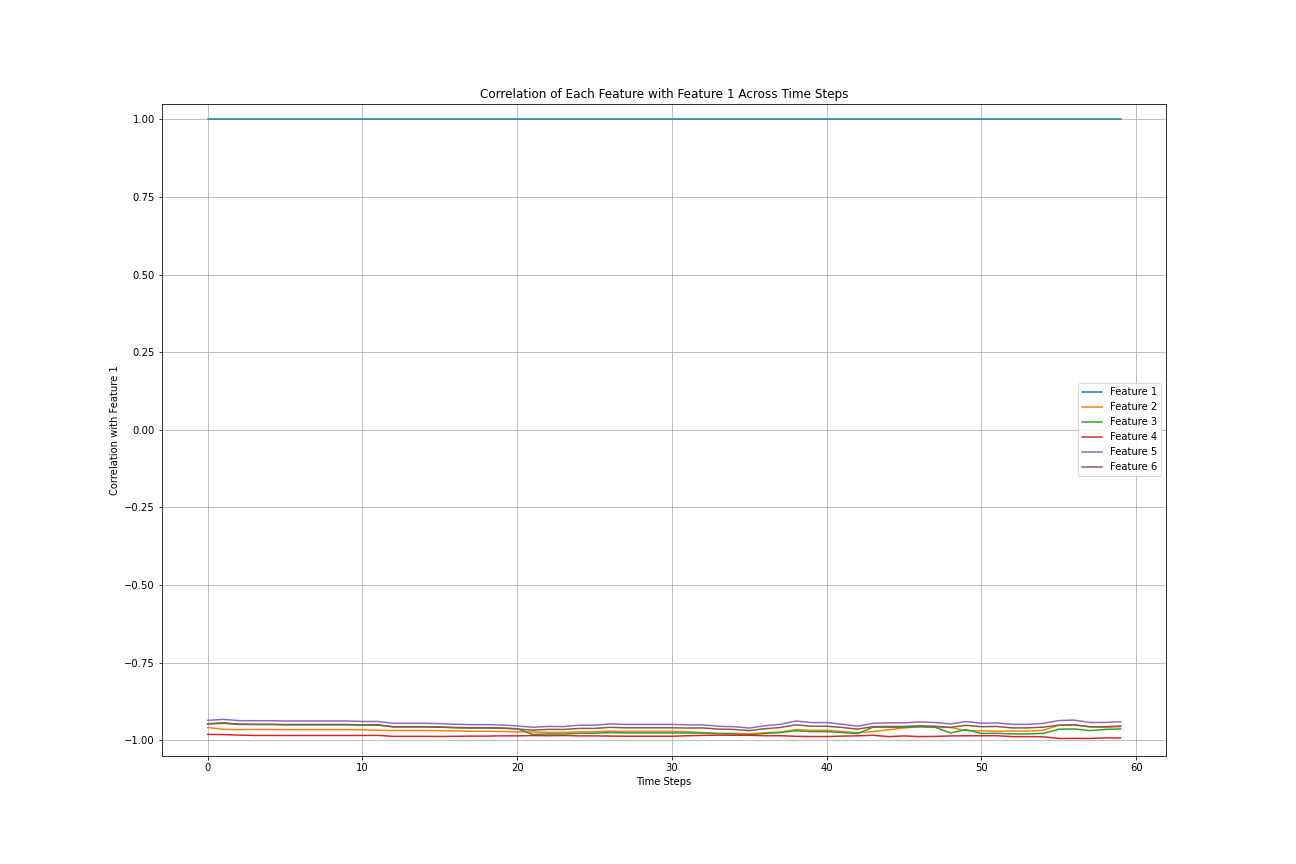 Correlation of Each Feature with Feature 1 Across Time Steps
Correlation with Feature 1
1.00
0.75
0.50
0.25
0.00
−0.25
−0.50
−0.75
−1.00
Feature 1
Feature 2
Feature 3
Feature 4
Feature 5
Feature 6
0 10 20 30 40 50 60
Time Steps